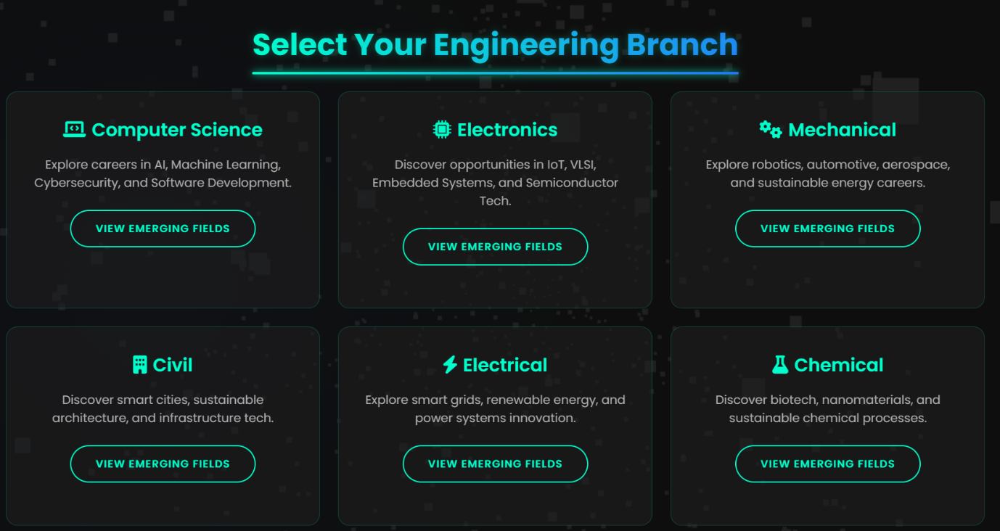 Select Your Engineering Branch
Computer Science
Explore careers in AI, Machine Learning,
Cybersecurity, and Software Development.
VIEW EMERGING FIELDS
Electronics
Discover opportunities in IoT, VLSI,
Embedded Systems, and Semiconductor
Tech.
VIEW EMERGING FIELDS
Mechanical
Explore robotics, automotive, aerospace,
and sustainable energy careers.
VIEW EMERGING FIELDS
Civil
Discover smart cities, sustainable
architecture, and infrastructure tech.
VIEW EMERGING FIELDS
Electrical
Explore smart grids, renewable energy, and
power systems innovation.
VIEW EMERGING FIELDS
Chemical
Discover biotech, nanomaterials, and
sustainable chemical processes.
VIEW EMERGING FIELDS